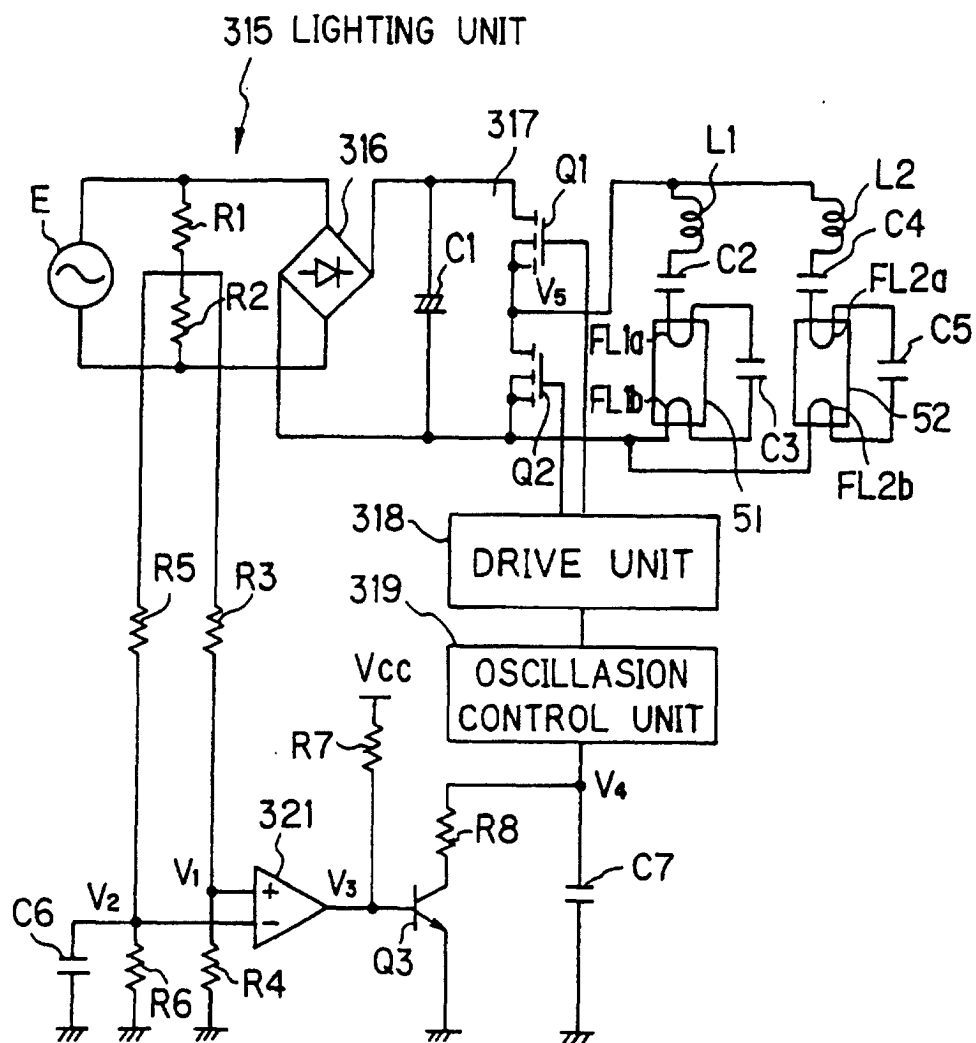 315 LIGHTING UNIT
316
317
Q1
L1
L2
E
R1
C1
C2
C4
R2
V5
FL2a
FL1a
C5
FL1b
Q2
C3
52
FL2b
318
51
DRIVE UNIT
R5
R3
319
OSCILLASION
CONTROL UNIT
Vcc
R7
V4
321
R8
C7
V1
V3
V2
+
C6
−
Q3
R6
R4